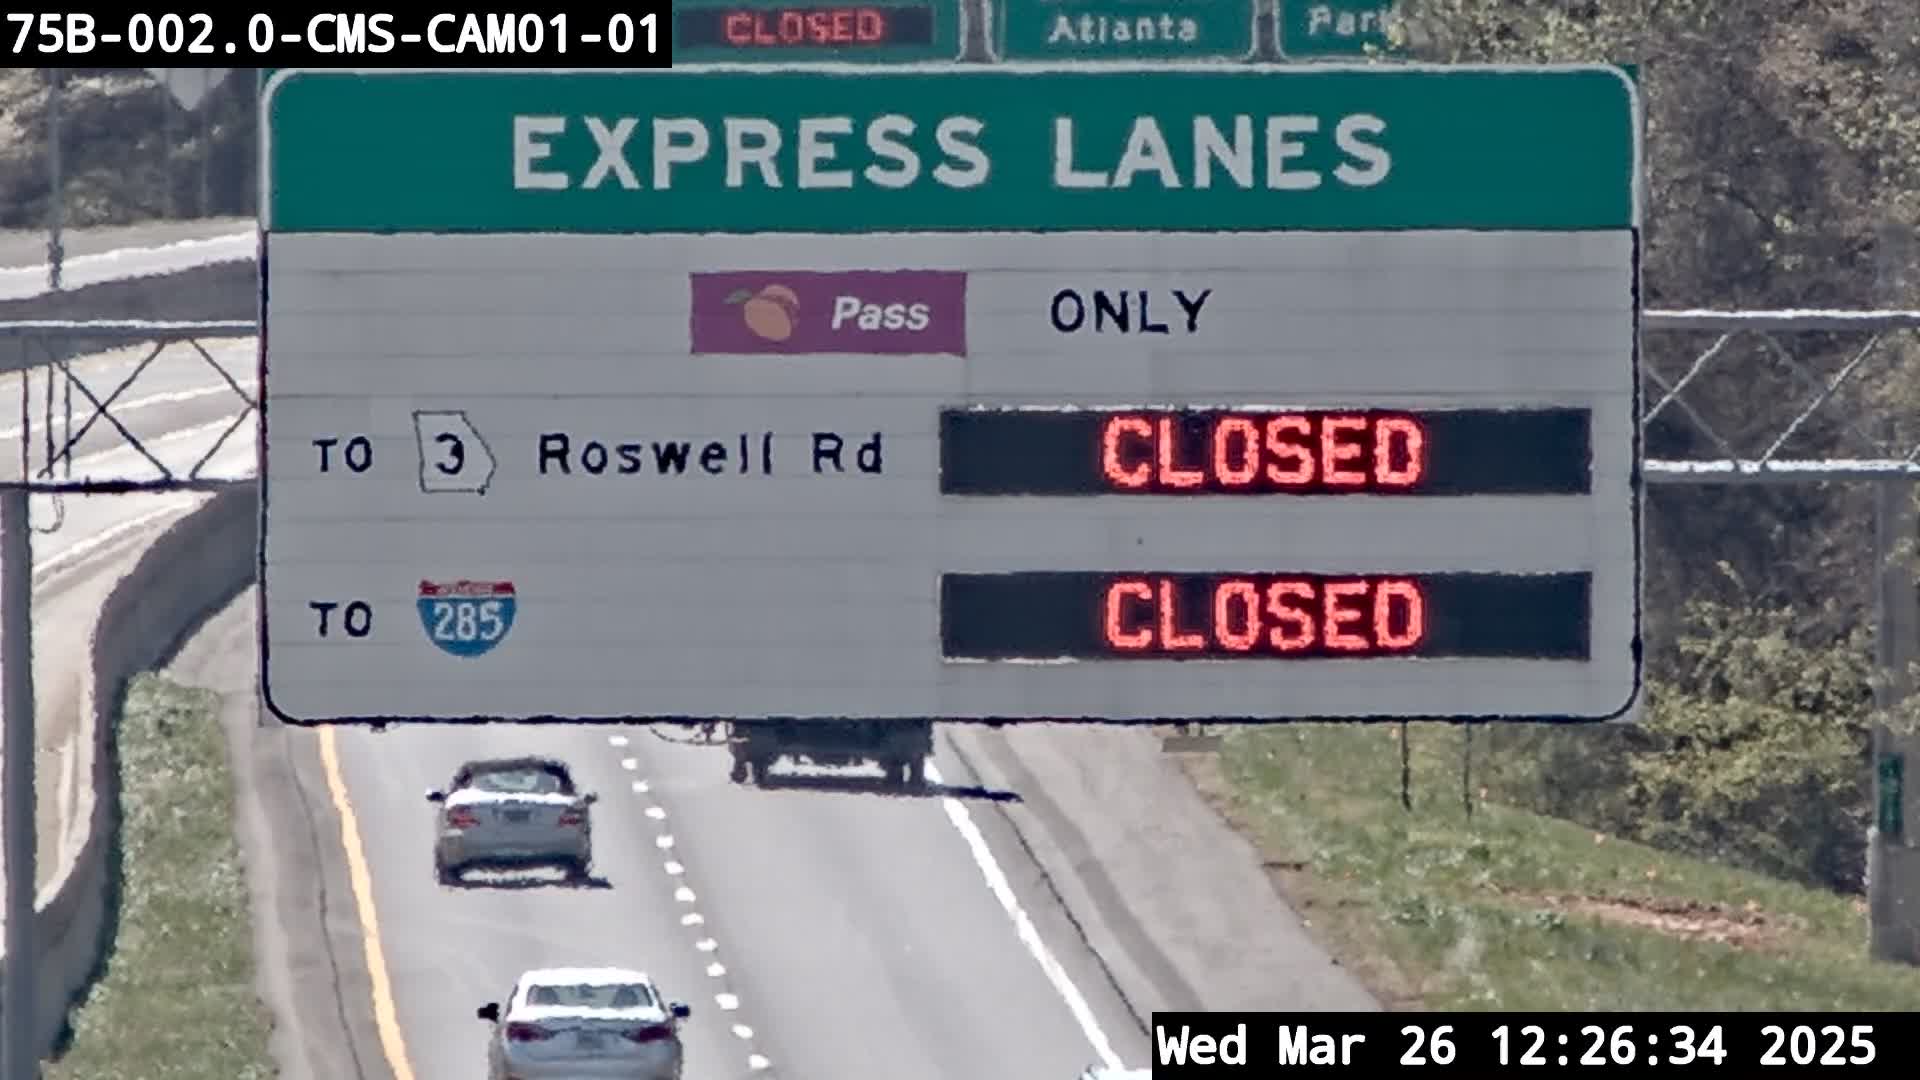 75B-002.0-CMS-CAM01-01
CLOSED
Atlanta
EXPRESS LANES
Pass ONLY
TO 3 Roswell Rd CLOSED
TO 285 CLOSED
Wed Mar 26 12:26:34 2025